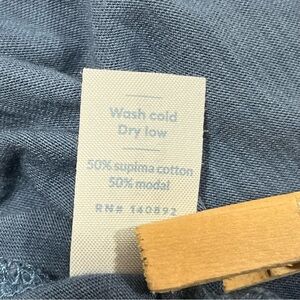 Wash cold
Dry low
50% supima cotton
50% modal
RN# 140892